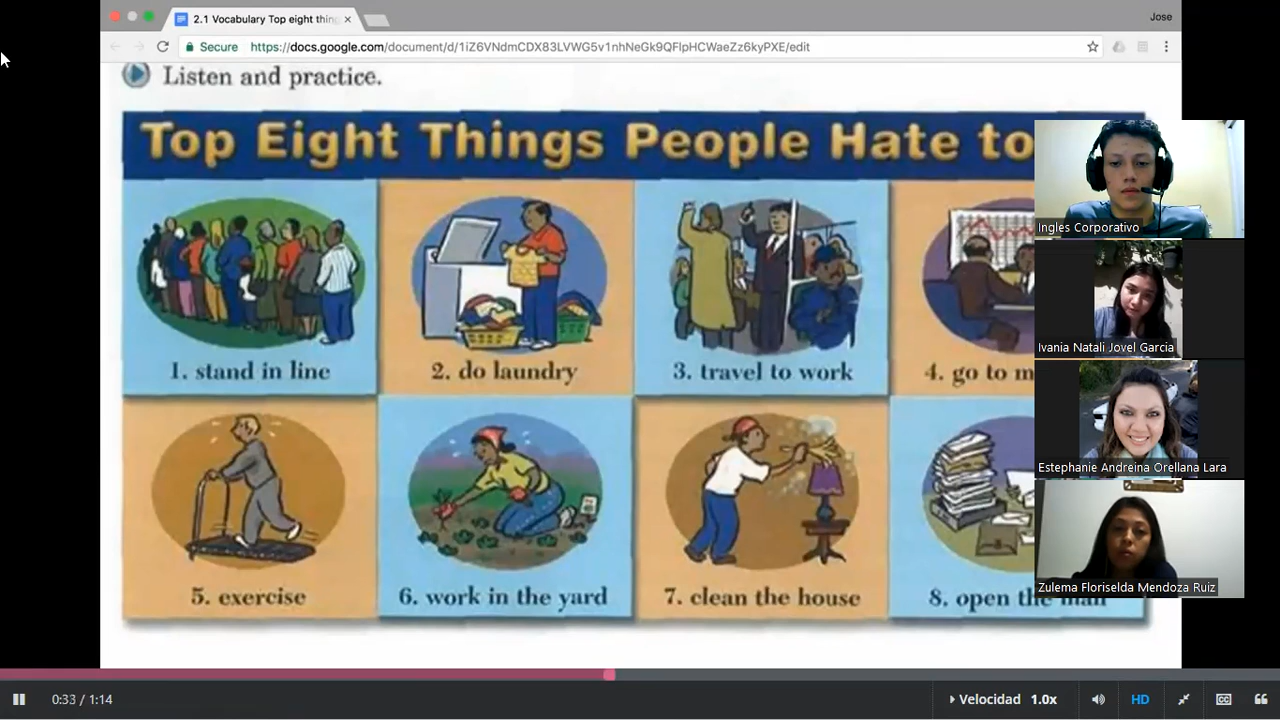 2.1 Vocabulary Top eight thin
Jose
Secure https://docs.google.com/document/d/1iZ6VNdmCDX83LVWG5v1nhNeGk9QFlpHCWaeZz6kyPXE/edit
Listen and practice.
Top Eight Things People Hate to
1. stand in line
2. do laundry
3. travel to work
4. go to m
5. exercise
6. work in the yard
7. clean the house
8. open the mail
Ingles Corporativo
Ivania Natali Jovel Garcia
Estephanie Andreina Orellana Lara
Zulema Floriselda Mendoza Ruiz
0:33 / 1:14
Velocidad 1.0x
HD
CC